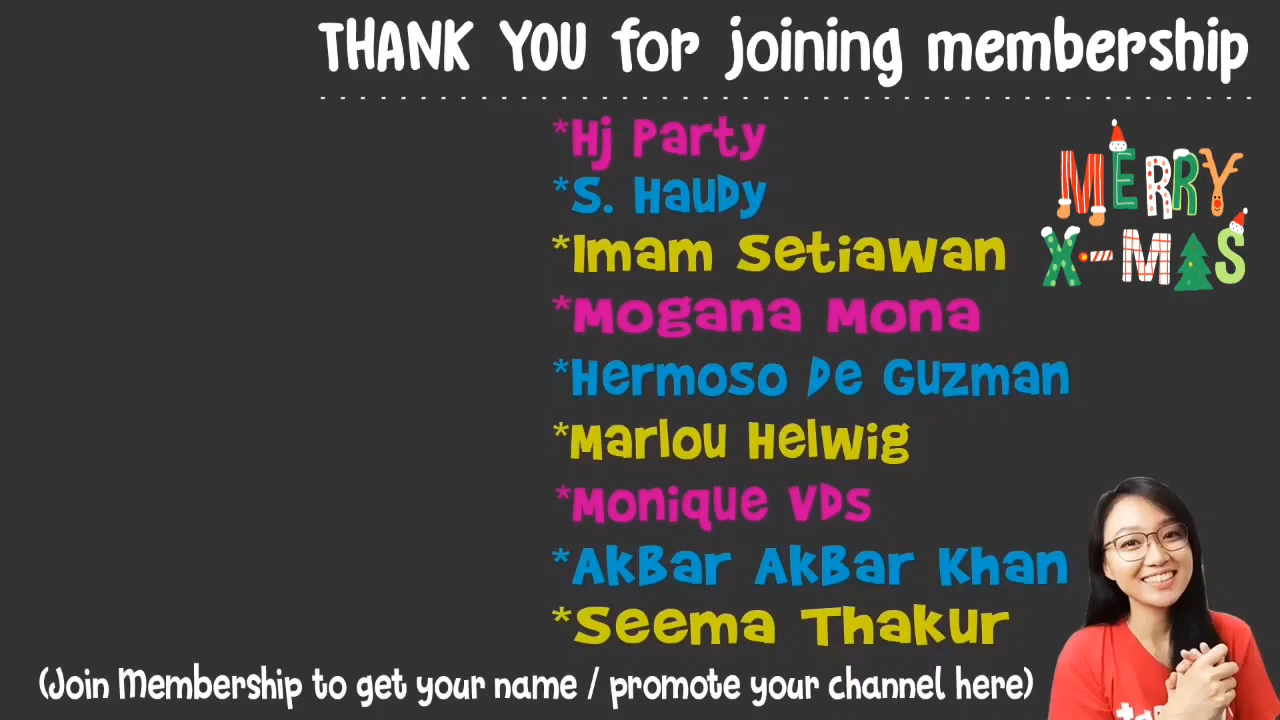 THANK YOU for joining membership
*Hj Party
*S. Haudy
MERRY
X-MAS
*Imam Setiawan
*Mogana Mona
*Hermoso De Guzman
*Marlou Helwig
*Monique VDS
*AkBar AkBar Khan
*Seema Thakur
(Join Membership to get your name / promote your channel here)